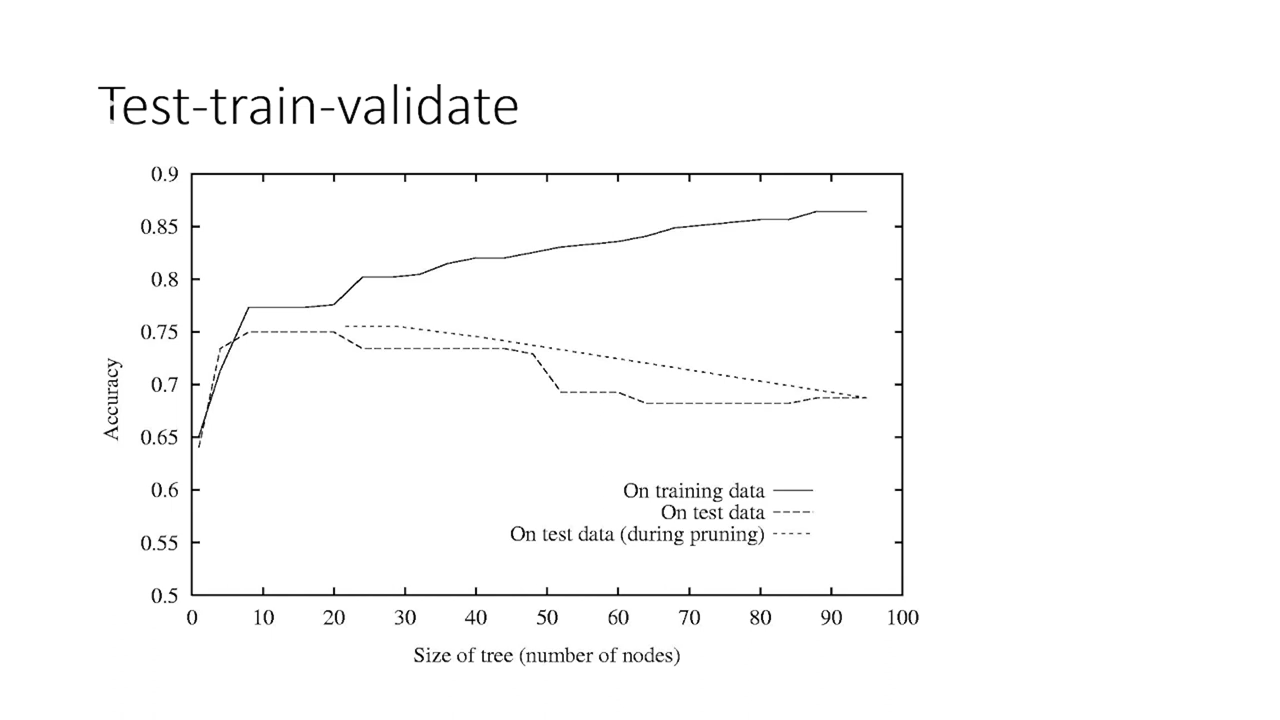 Test-train-validate
0.9
0.85
0.8
0.75
0.7
0.65
0.6
0.55
0.5
Accuracy
On training data
On test data
On test data (during pruning)
0 10 20 30 40 50 60 70 80 90 100
Size of tree (number of nodes)